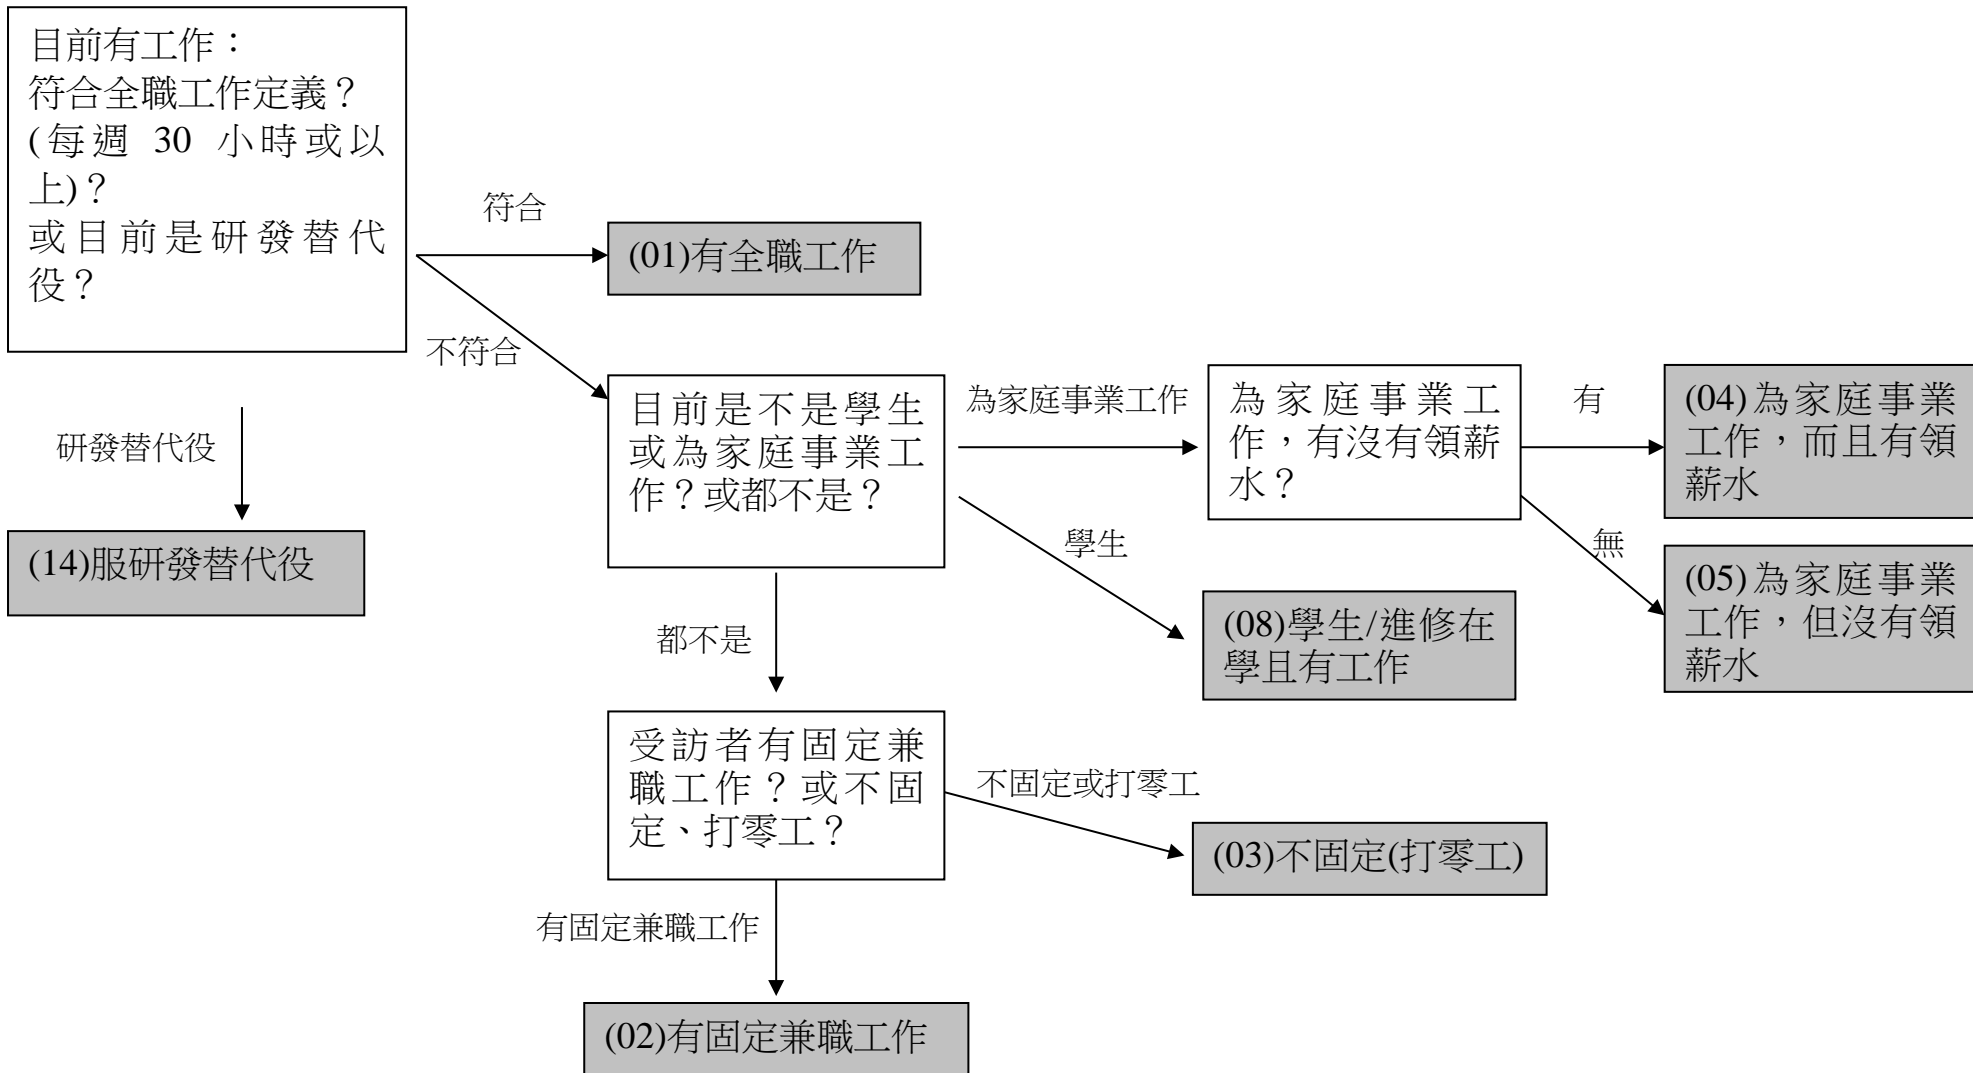 目前有工作：
符合全職工作定義？
(每週 30 小時或以
上)？
或目前是研發替代
役？
符合
(01)有全職工作
不符合
研發替代役
(14)服研發替代役
目前是不是學生
或為家庭事業工
作？或都不是？
為家庭事業工作
為家庭事業工
作，有沒有領薪
水？
有
(04)為家庭事業
工作，而且有領
薪水
無
(05)為家庭事業
工作，但沒有領
薪水
學生
(08)學生/進修在
學且有工作
都不是
受訪者有固定兼
職工作？或不固
定、打零工？
不固定或打零工
(03)不固定(打零工)
有固定兼職工作
(02)有固定兼職工作